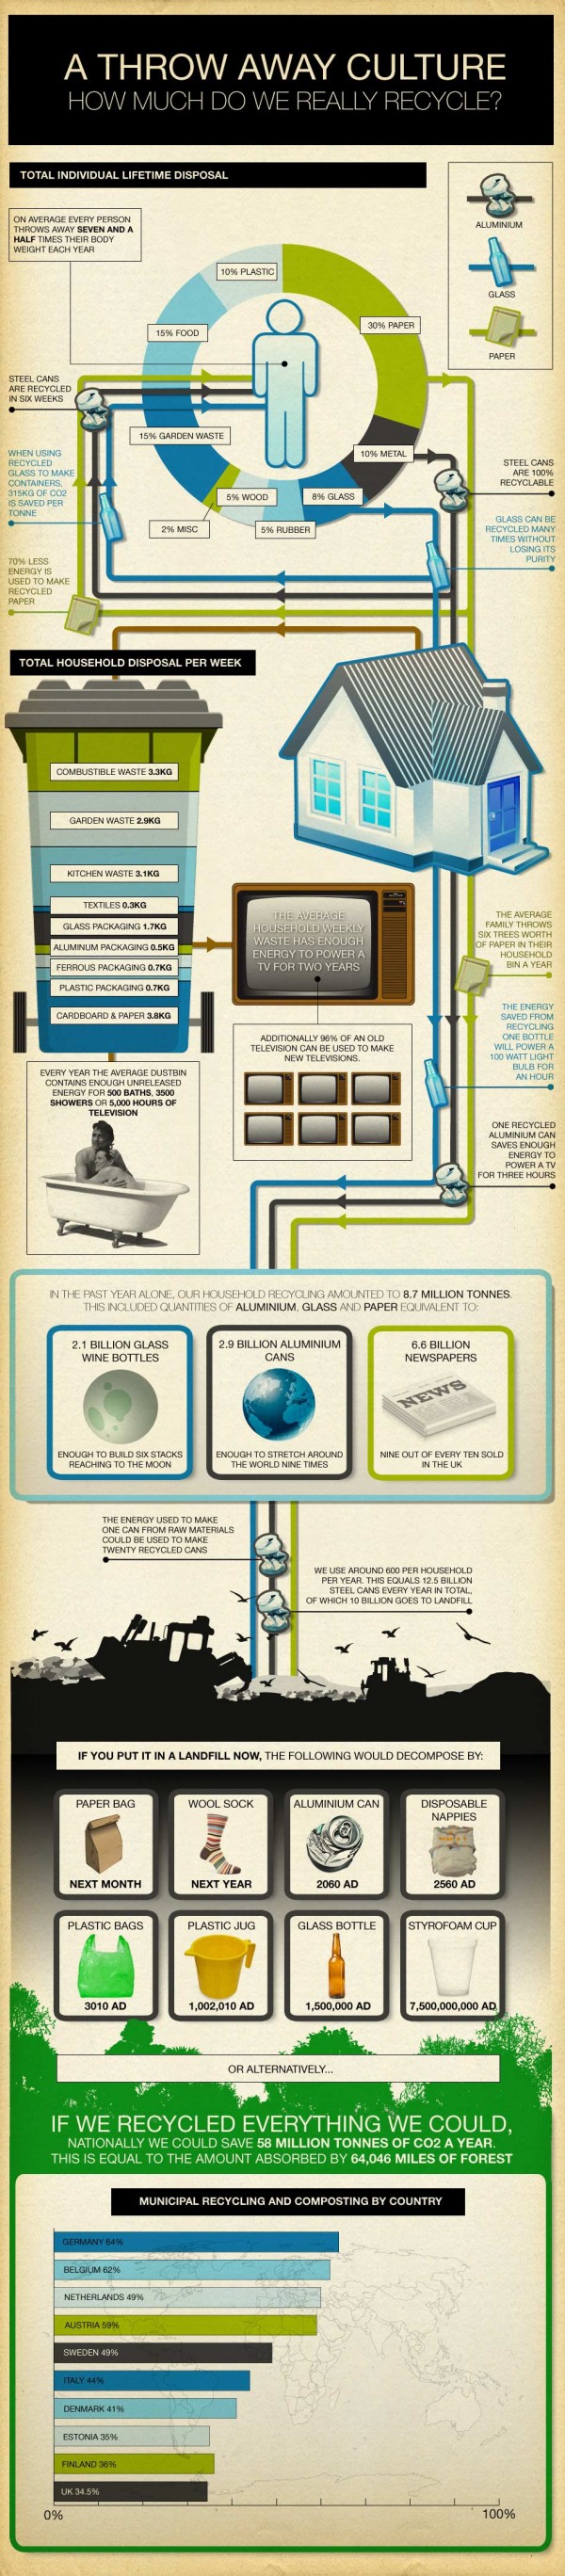 A THROW AWAY CULTURE
HOW MUCH DO WE REALLY RECYCLE?
TOTAL INDIVIDUAL LIFETIME DISPOSAL
ALUMINIUM
GLASS
PAPER
ON AVERAGE EVERY PERSON
THROWS AWAY SEVEN AND A
HALF TIMES THEIR BODY
WEIGHT EACH YEAR
10% PLASTIC
30% PAPER
15% FOOD
STEEL CANS
ARE RECYCLED
IN SIX WEEKS
15% GARDEN WASTE
10% METAL
WHEN USING
RECYCLED
GLASS TO MAKE
CONTAINERS,
315KG OF CO2
IS SAVED PER
TONNE
STEEL CANS
ARE 100%
RECYCLABLE
5% WOOD
8% GLASS
2% MISC
5% RUBBER
GLASS CAN BE
RECYCLED MANY
TIMES WITHOUT
LOSING ITS
PURITY
70% LESS
ENERGY IS
USED TO MAKE
RECYCLED
PAPER
TOTAL HOUSEHOLD DISPOSAL PER WEEK
COMBUSTIBLE WASTE 3.3KG
GARDEN WASTE 2.9KG
KITCHEN WASTE 3.1KG
TEXTILES 0.3KG
GLASS PACKAGING 1.7KG
ALUMINUM PACKAGING 0.5KG
FERROUS PACKAGING 0.7KG
PLASTIC PACKAGING 0.7KG
CARDBOARD & PAPER 3.8KG
THE AVERAGE
HOUSEHOLD WEEKLY
WASTE HAS ENOUGH
ENERGY TO POWER A
TV FOR TWO YEARS
THE AVERAGE
FAMILY THROWS
SIX TREES WORTH
OF PAPER IN THEIR
HOUSEHOLD
BIN A YEAR
THE ENERGY
SAVED FROM
RECYCLING
ONE BOTTLE
WILL POWER A
100 WATT LIGHT
BULB FOR
AN HOUR
ADDITIONALLY 96% OF AN OLD
TELEVISION CAN BE USED TO MAKE
NEW TELEVISIONS.
EVERY YEAR THE AVERAGE DUSTBIN
CONTAINS ENOUGH UNRELEASED
ENERGY FOR 500 BATHS, 3500
SHOWERS OR 5,000 HOURS OF
TELEVISION
ONE RECYCLED
ALUMINIUM CAN
SAVES ENOUGH
ENERGY TO
POWER A TV
FOR THREE HOURS
IN THE PAST YEAR ALONE, OUR HOUSEHOLD RECYCLING AMOUNTED TO 8.7 MILLION TONNES.
THIS INCLUDED QUANTITIES OF ALUMINIUM, GLASS AND PAPER EQUIVALENT TO:
2.1 BILLION GLASS
WINE BOTTLES
ENOUGH TO BUILD SIX STACKS
REACHING TO THE MOON
2.9 BILLION ALUMINIUM
CANS
ENOUGH TO STRETCH AROUND
THE WORLD NINE TIMES
6.6 BILLION
NEWSPAPERS
NEWS
NINE OUT OF EVERY TEN SOLD
IN THE UK
THE ENERGY USED TO MAKE
ONE CAN FROM RAW MATERIALS
COULD BE USED TO MAKE
TWENTY RECYCLED CANS
WE USE AROUND 600 PER HOUSEHOLD
PER YEAR. THIS EQUALS 12.5 BILLION
STEEL CANS EVERY YEAR IN TOTAL,
OF WHICH 10 BILLION GOES TO LANDFILL
IF YOU PUT IT IN A LANDFILL NOW, THE FOLLOWING WOULD DECOMPOSE BY:
PAPER BAG
NEXT MONTH
WOOL SOCK
NEXT YEAR
ALUMINIUM CAN
2060 AD
DISPOSABLE
NAPPIES
2560 AD
PLASTIC BAGS
3010 AD
PLASTIC JUG
1,002,010 AD
GLASS BOTTLE
1,500,000 AD
STYROFOAM CUP
7,500,000,000 AD
OR ALTERNATIVELY...
IF WE RECYCLED EVERYTHING WE COULD,
NATIONALLY WE COULD SAVE 58 MILLION TONNES OF CO2 A YEAR.
THIS IS EQUAL TO THE AMOUNT ABSORBED BY 64,046 MILES OF FOREST
MUNICIPAL RECYCLING AND COMPOSTING BY COUNTRY
GERMANY 64%
BELGIUM 62%
NETHERLANDS 49%
AUSTRIA 59%
SWEDEN 49%
ITALY 44%
DENMARK 41%
ESTONIA 35%
FINLAND 36%
UK 34.5%
0%
100%